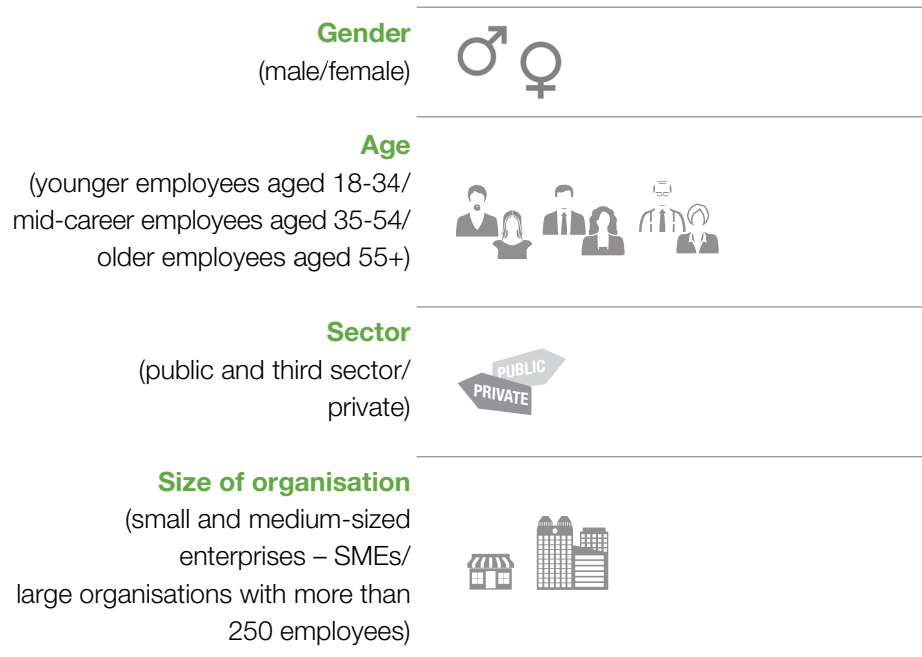 Gender
(male/female)
Age
(younger employees aged 18-34/
mid-career employees aged 35-54/
older employees aged 55+)
Sector
(public and third sector/
private)
PUBLIC
PRIVATE
Size of organisation
(small and medium-sized
enterprises – SMEs/
large organisations with more than
250 employees)